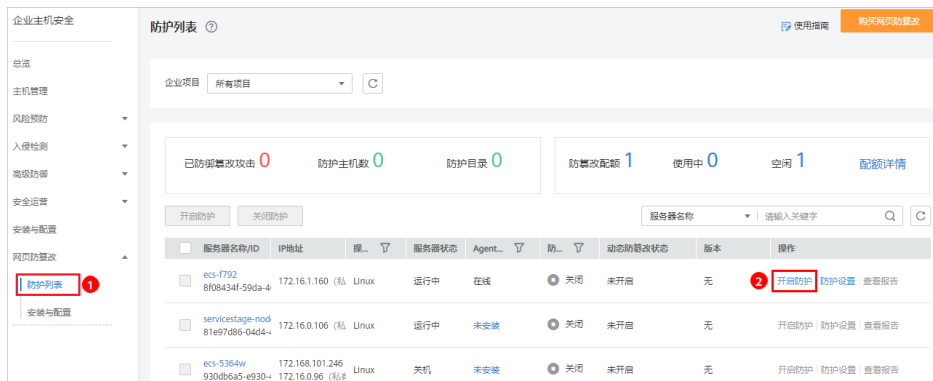 企业主机安全
防护列表
使用指南
购买网页防篡改
总览
主机管理
风险预防
入侵检测
高级防御
安全运营
安装与配置
网页防篡改
防护列表 1
安装与配置
企业项目 所有项目
已防御篡改攻击 0 防护主机数 0 防护目录 0 防篡改配额 1 使用中 0 空闲 1 配额详情
开启防护 关闭防护 服务器名称 请输入关键字
服务器名称/ID IP地址 操... 服务器状态 Agent... 防... 动态防篡改状态 版本 操作
ecs-f792
8f08434f-59da-4 172.16.1.160 (私 Linux 运行中 在线 关闭 未开启 无 2 开启防护 防护设置 查看报告
servicestage-nod
81e97d86-04d4- 172.16.0.106 (私 Linux 运行中 未安装 关闭 未开启 无 开启防护 防护设置 查看报告
ecs-5364w 172.168.101.246
930db6a5-e930- 172.16.0.96 (私 Linux 关机 未安装 关闭 未开启 无 开启防护 防护设置 查看报告